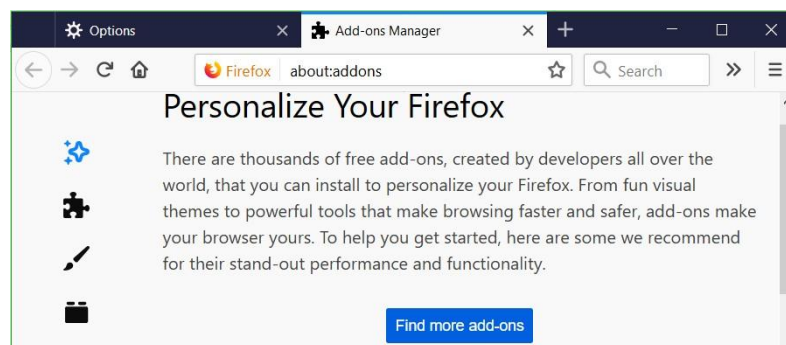 Options
Add-ons Manager
Firefox about:addons Search
Personalize Your Firefox
There are thousands of free add-ons, created by developers all over the
world, that you can install to personalize your Firefox. From fun visual
themes to powerful tools that make browsing faster and safer, add-ons make
your browser yours. To help you get started, here are some we recommend
for their stand-out performance and functionality.
Find more add-ons